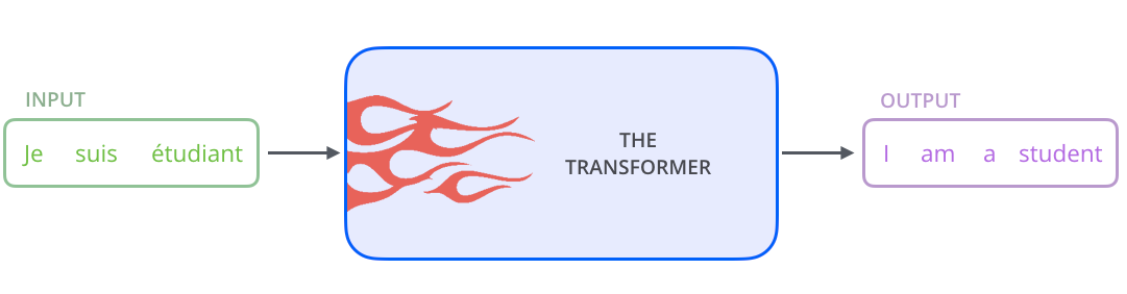 INPUT
Je suis étudiant
THE
TRANSFORMER
OUTPUT
I am a student